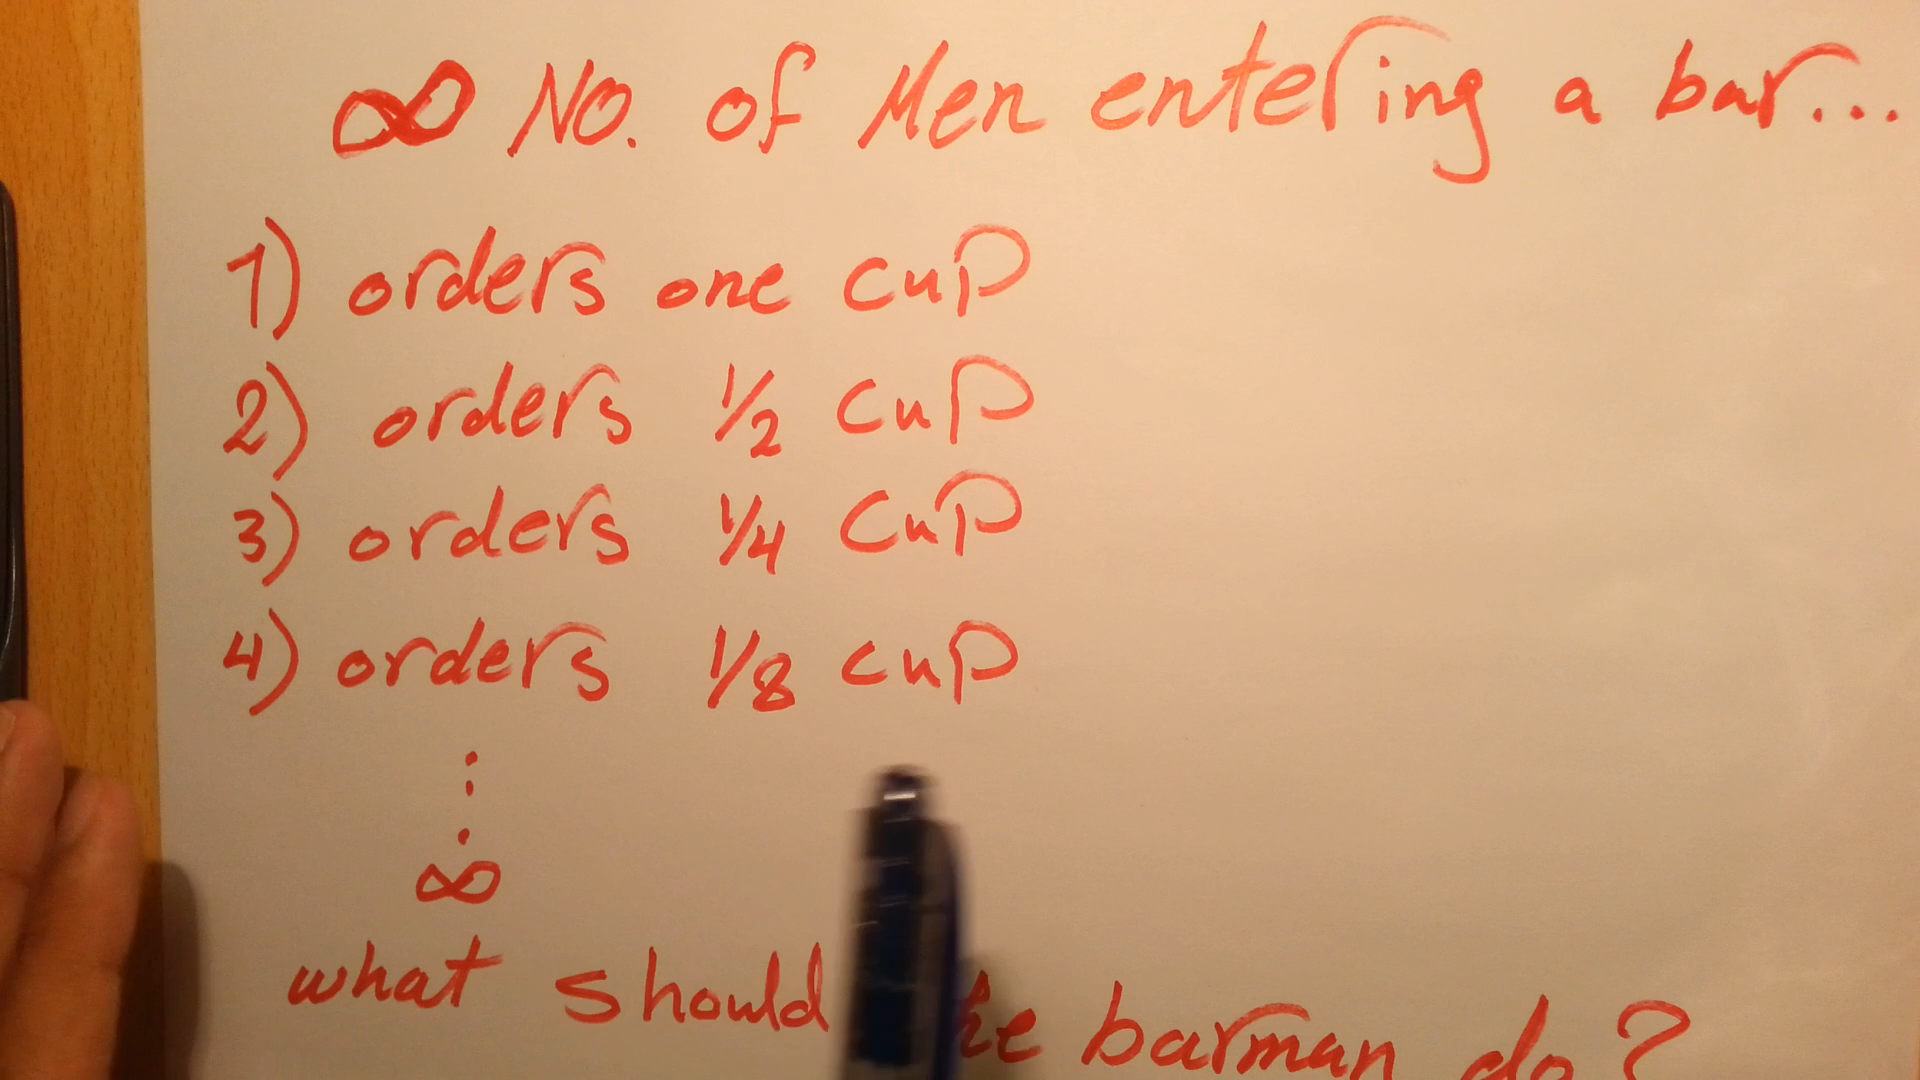 ∞ No. of Men entering a bar...
1) orders one cup
2) orders 1/2 cup
3) orders 1/4 cup
4) orders 1/8 cup
⋮
∞
what should barman do?